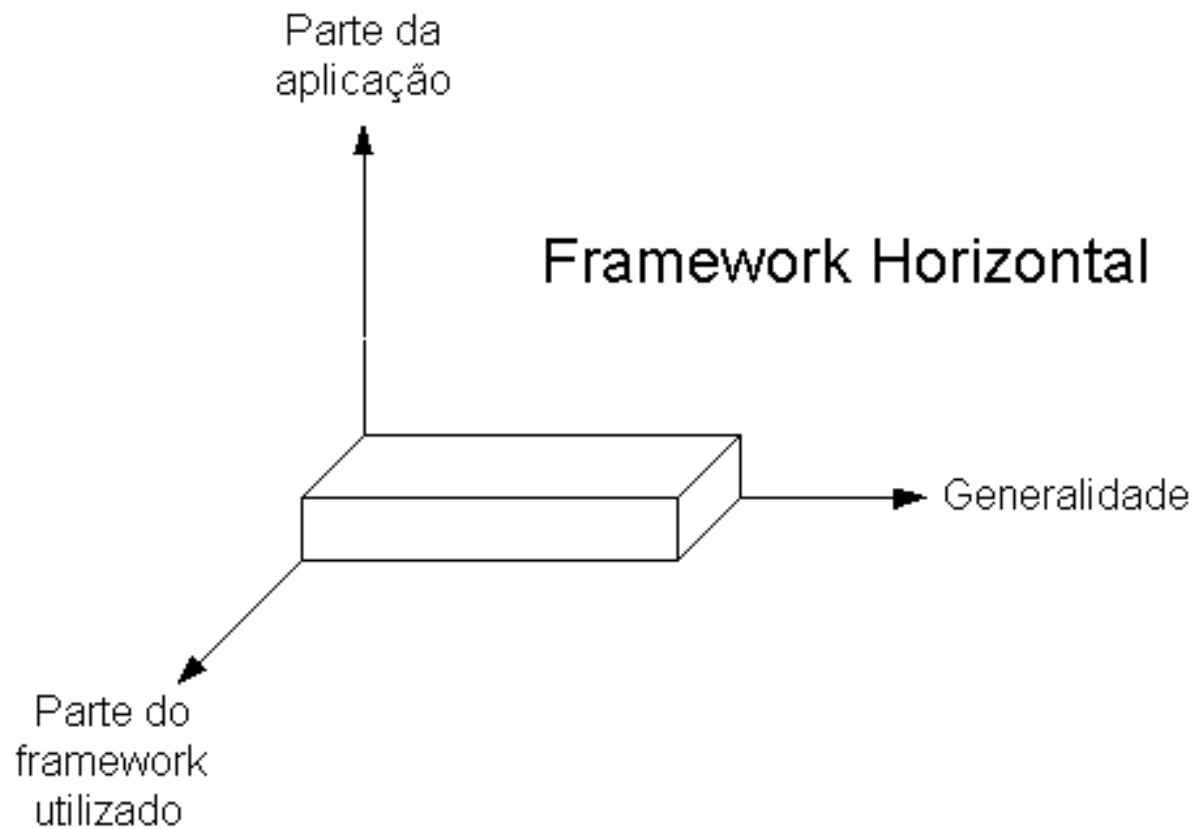 Parte da
aplicação
Framework Horizontal
Generalidade
Parte do
framework
utilizado